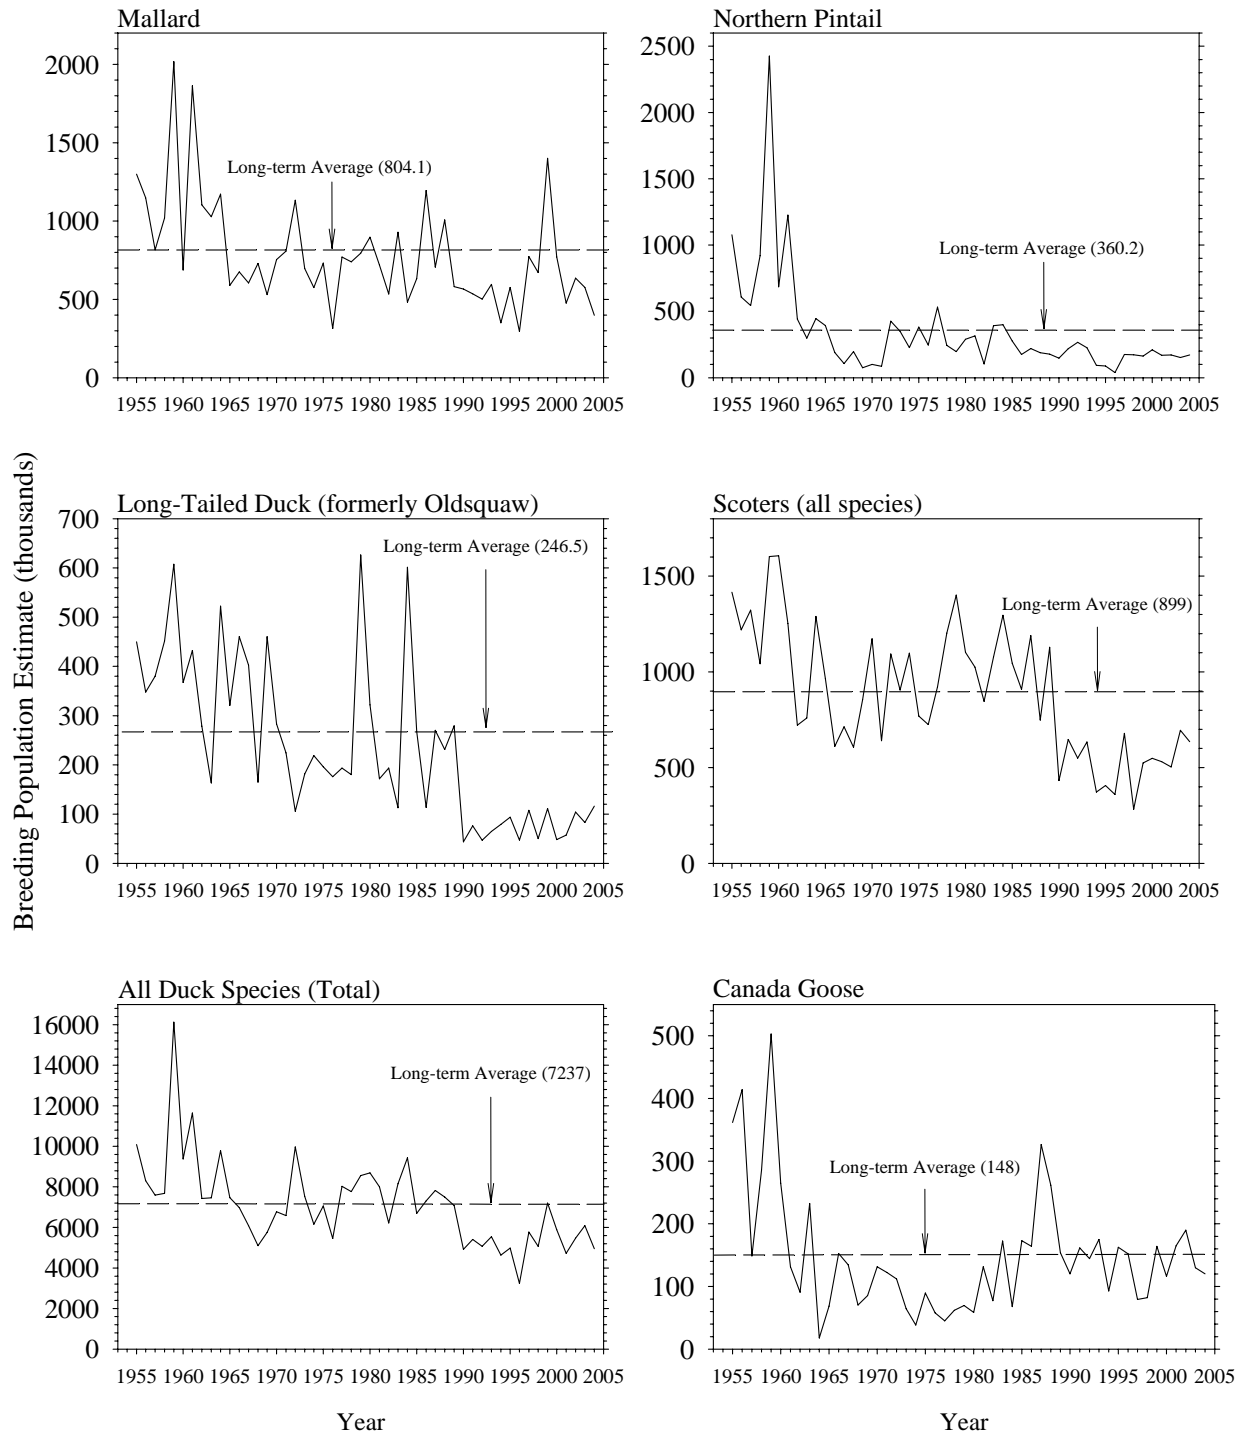 Mallard
2000
1500
1000
500
0
Long-term Average (804.1)
1955 1960 1965 1970 1975 1980 1985 1990 1995 2000 2005
Northern Pintail
2500
2000
1500
1000
500
0
Long-term Average (360.2)
1955 1960 1965 1970 1975 1980 1985 1990 1995 2000 2005
Breeding Population Estimate (thousands)
Long-Tailed Duck (formerly Oldsquaw)
700
600
500
400
300
200
100
0
Long-term Average (246.5)
1955 1960 1965 1970 1975 1980 1985 1990 1995 2000 2005
Scoters (all species)
1500
1000
500
0
Long-term Average (899)
1955 1960 1965 1970 1975 1980 1985 1990 1995 2000 2005
All Duck Species (Total)
16000
14000
12000
10000
8000
6000
4000
2000
0
Long-term Average (7237)
1955 1960 1965 1970 1975 1980 1985 1990 1995 2000 2005
Year
Canada Goose
500
400
300
200
100
0
Long-term Average (148)
1955 1960 1965 1970 1975 1980 1985 1990 1995 2000 2005
Year